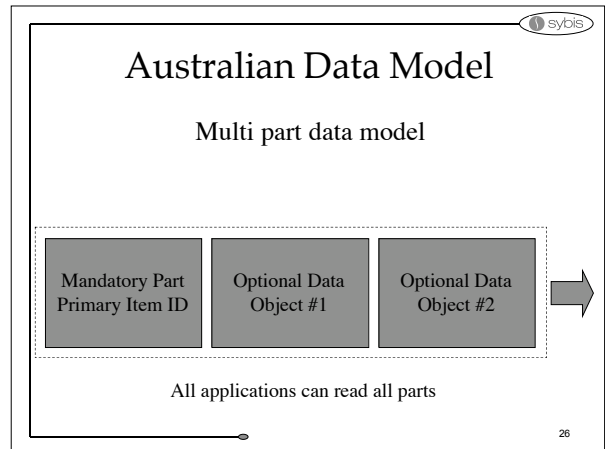 sybis
Australian Data Model
Multi part data model
Mandatory Part
Primary Item ID
Optional Data
Object #1
Optional Data
Object #2
All applications can read all parts
26